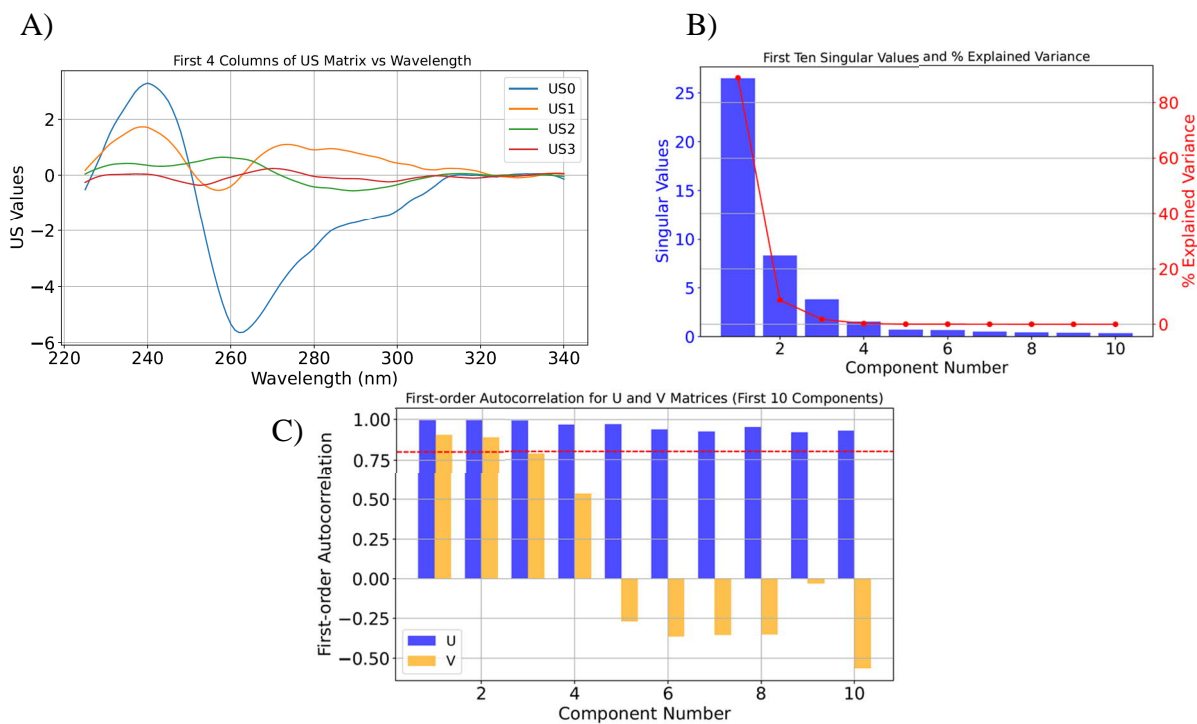 A)
First 4 Columns of US Matrix vs Wavelength
US Values
2
0
−2
−4
−6
US0
US1
US2
US3
220 240 260 280 300 320 340
Wavelength (nm)
B)
First Ten Singular Values and % Explained Variance
Singular Values
25
20
15
10
5
0
% Explained Variance
80
60
40
20
0
2 4 6 8 10
Component Number
C)
First-order Autocorrelation for U and V Matrices (First 10 Components)
First-order Autocorrelation
1.00
0.75
0.50
0.25
0.00
−0.25
−0.50
U
V
2 4 6 8 10
Component Number